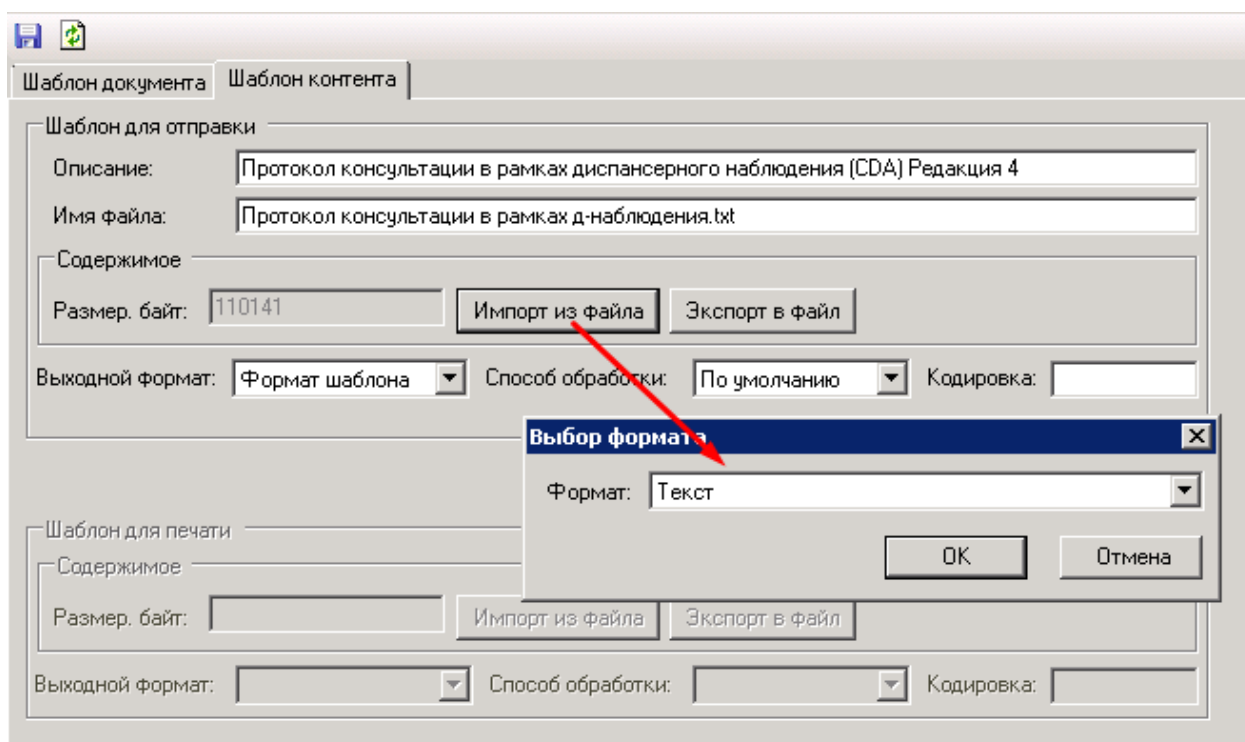 Шаблон документа Шаблон контента
Шаблон для отправки
Описание: Протокол консультации в рамках диспансерного наблюдения (CDA) Редакция 4
Имя файла: Протокол консультации в рамках д-наблюдения.txt
Содержимое
Размер. байт: 110141 Импорт из файла Экспорт в файл
Выходной формат: Формат шаблона Способ обработки: По умолчанию Кодировка:
Выбор формата
Формат: Текст
OK Отмена
Шаблон для печати
Содержимое
Размер. байт: Импорт из файла Экспорт в файл
Выходной формат: Способ обработки: Кодировка: